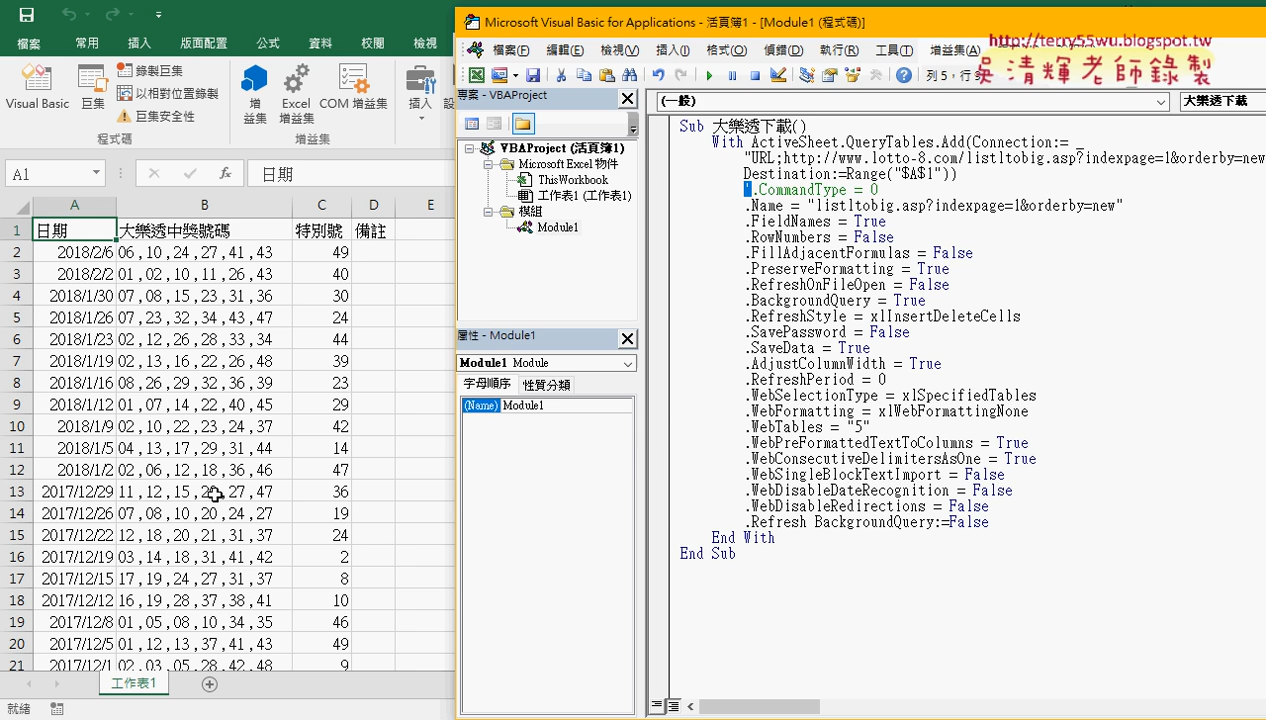 檔案 常用 插入 版面配置 公式 資料 校閱 檢視
Visual Basic
巨集
錄製巨集
以相對位置錄製
巨集安全性
程式碼
增益集
Excel 增益集
COM 增益集
增益集
插入
A1
日期
A B C D E
1 日期 大樂透中獎號碼 特別號 備註
2 2018/2/6 06 , 10 , 24 , 27 , 41 , 43 49
3 2018/2/2 01 , 02 , 10 , 11 , 26 , 43 40
4 2018/1/30 07 , 08 , 15 , 23 , 31 , 36 30
5 2018/1/26 07 , 23 , 32 , 34 , 43 , 47 24
6 2018/1/23 02 , 12 , 26 , 28 , 33 , 34 44
7 2018/1/19 02 , 13 , 16 , 22 , 26 , 48 39
8 2018/1/16 08 , 26 , 29 , 32 , 36 , 39 23
9 2018/1/12 01 , 07 , 14 , 22 , 40 , 45 29
10 2018/1/9 02 , 10 , 22 , 23 , 24 , 37 42
11 2018/1/5 04 , 13 , 17 , 29 , 31 , 44 14
12 2018/1/2 02 , 06 , 12 , 18 , 36 , 46 47
13 2017/12/29 11 , 12 , 15 , 27 , 47 36
14 2017/12/26 07 , 08 , 10 , 20 , 24 , 27 19
15 2017/12/22 12 , 18 , 20 , 21 , 31 , 37 24
16 2017/12/19 03 , 14 , 18 , 31 , 41 , 42 2
17 2017/12/15 17 , 19 , 24 , 27 , 31 , 37 8
18 2017/12/12 16 , 19 , 28 , 37 , 38 , 41 10
19 2017/12/8 01 , 05 , 08 , 10 , 34 , 35 46
20 2017/12/5 01 , 12 , 13 , 37 , 41 , 43 49
21 2017/12/1 02 , 03 , 05 , 28 , 42 , 48 9
工作表1
就緒
Microsoft Visual Basic for Applications - 活頁簿1 - [Module1 (程式碼)]
檔案(F) 編輯(E) 檢視(V) 插入(I) 格式(O) 偵錯(D) 執行(R) 工具(T) 增益集(A)
http://terry55wu.blogspot.tw
吳清輝老師錄製
列 5，行
專案 - VBAProject
VBAProject (活頁簿1)
Microsoft Excel 物件
ThisWorkbook
工作表1 (工作表1)
模組
Module1
屬性 - Module1
Module1 Module
字母順序 性質分類
(Name) Module1
(一般)
大樂透下載
Sub 大樂透下載()
With ActiveSheet.QueryTables.Add(Connection:= _
"URL;http://www.lotto-8.com/listltobig.asp?indexpage=1&orderby=new
Destination:=Range("$A$1"))
'.CommandType = 0
.Name = "listltobig.asp?indexpage=1&orderby=new"
.FieldNames = True
.RowNumbers = False
.FillAdjacentFormulas = False
.PreserveFormatting = True
.RefreshOnFileOpen = False
.BackgroundQuery = True
.RefreshStyle = xlInsertDeleteCells
.SavePassword = False
.SaveData = True
.AdjustColumnWidth = True
.RefreshPeriod = 0
.WebSelectionType = xlSpecifiedTables
.WebFormatting = xlWebFormattingNone
.WebTables = "5"
.WebPreFormattedTextToColumns = True
.WebConsecutiveDelimitersAsOne = True
.WebSingleBlockTextImport = False
.WebDisableDateRecognition = False
.WebDisableRedirections = False
.Refresh BackgroundQuery:=False
End With
End Sub